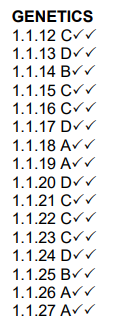 GENETICS
1.1.12 C✓✓
1.1.13 D✓✓
1.1.14 B✓✓
1.1.15 C✓✓
1.1.16 C✓✓
1.1.17 D✓✓
1.1.18 A✓✓
1.1.19 A✓✓
1.1.20 D✓✓
1.1.21 C✓✓
1.1.22 C✓✓
1.1.23 C✓✓
1.1.24 D✓✓
1.1.25 B✓✓
1.1.26 A✓✓
1.1.27 A✓✓